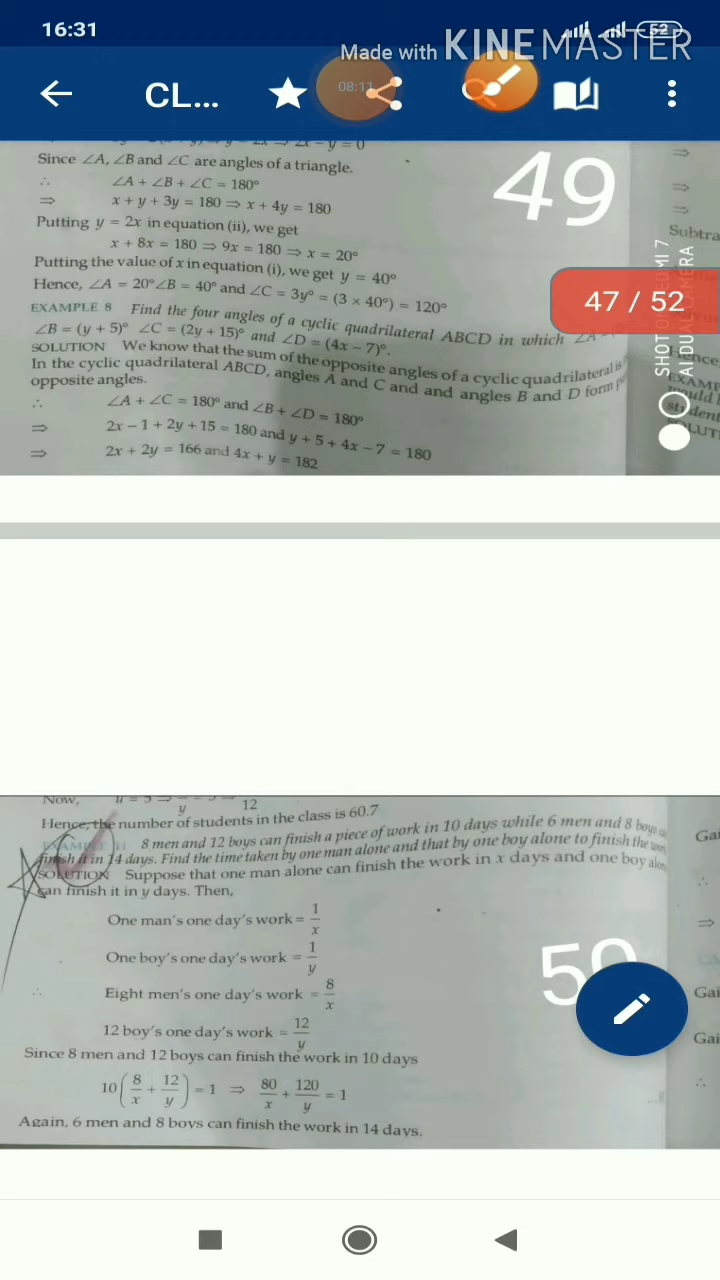 16:31
52
Made with KINEMASTER
CL...
08:11
2x − y = 0
Since ∠A, ∠B and ∠C are angles of a triangle.
49
∴ ∠A + ∠B + ∠C = 180°
⇒ x + y + 3y = 180 ⇒ x + 4y = 180
Putting y = 2x in equation (ii), we get
x + 8x = 180 ⇒ 9x = 180 ⇒ x = 20°
Putting the value of x in equation (i), we get y = 40°
Hence, ∠A = 20° ∠B = 40° and ∠C = 3y° = (3 × 40°) = 120°
Subtra
47 / 52
EXAMPLE 8 Find the four angles of a cyclic quadrilateral ABCD in which ∠A
∠B = (y + 5)° ∠C = (2y + 15)° and ∠D = (4x − 7)°.
SOLUTION We know that the sum of the opposite angles of a cyclic quadrilateral is
In the cyclic quadrilateral ABCD, angles A and C and and angles B and D form
opposite angles.
∴ ∠A + ∠C = 180° and ∠B + ∠D = 180°
⇒ 2x − 1 + 2y + 15 = 180 and y + 5 + 4x − 7 = 180
⇒ 2x + 2y = 166 and 4x + y = 182
Now,
12
Hence, the number of students in the class is 60.7
8 men and 12 boys can finish a piece of work in 10 days while 6 men and 8 boys
finish it in 14 days. Find the time taken by one man alone and that by one boy alone to finish the
SOLUTION Suppose that one man alone can finish the work in x days and one boy
can finish it in y days. Then,
One man's one day's work = 1/x
One boy's one day's work = 1/y
∴ Eight men's one day's work = 8/x
12 boy's one day's work = 12/y
Since 8 men and 12 boys can finish the work in 10 days
10(8/x + 12/y) = 1 ⇒ 80/x + 120/y = 1
Again, 6 men and 8 boys can finish the work in 14 days.
Gai
Gai